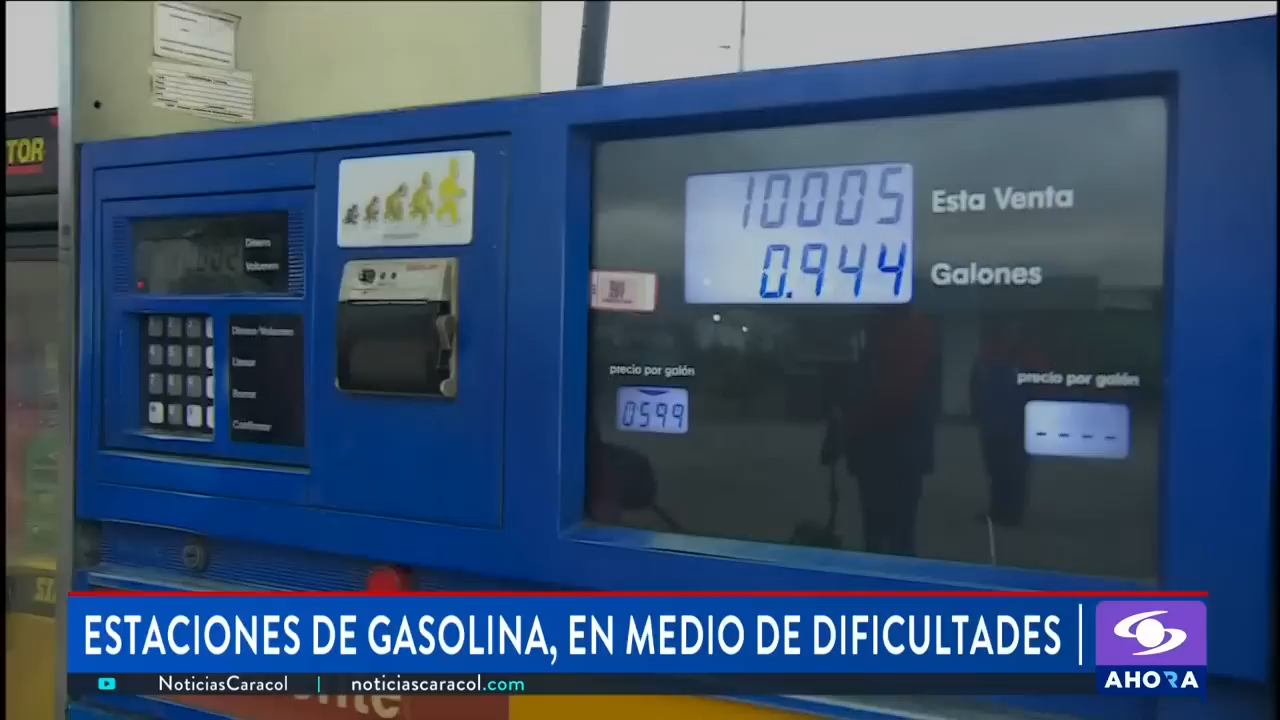 TOR
10005
Esta Venta
0.944
Galones
Dinero
Volumen
precio por galón
0599
precio por galón
- - - -
Dinero/Volumen
Llenar
Borrar
Confirmar
ESTACIONES DE GASOLINA, EN MEDIO DE DIFICULTADES
AHORA
NoticiasCaracol | noticiascaracol.com